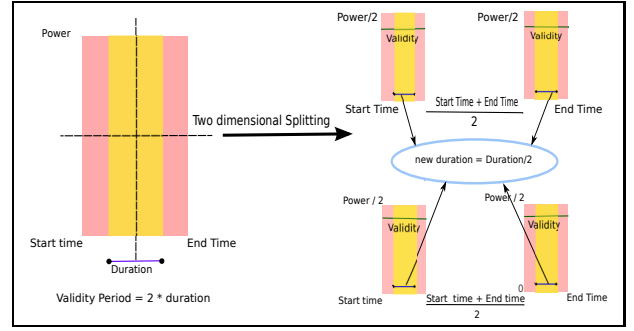 Power
Start time
End Time
Duration
Validity Period = 2 * duration
Two dimensional Splitting
Power/2
Validity
Power/2
Validity
Start Time
Start Time + End Time
2
End Time
new duration = Duration/2
Power / 2
Validity
Power / 2
Validity
0
Start time
Start time + End time
2
End Time